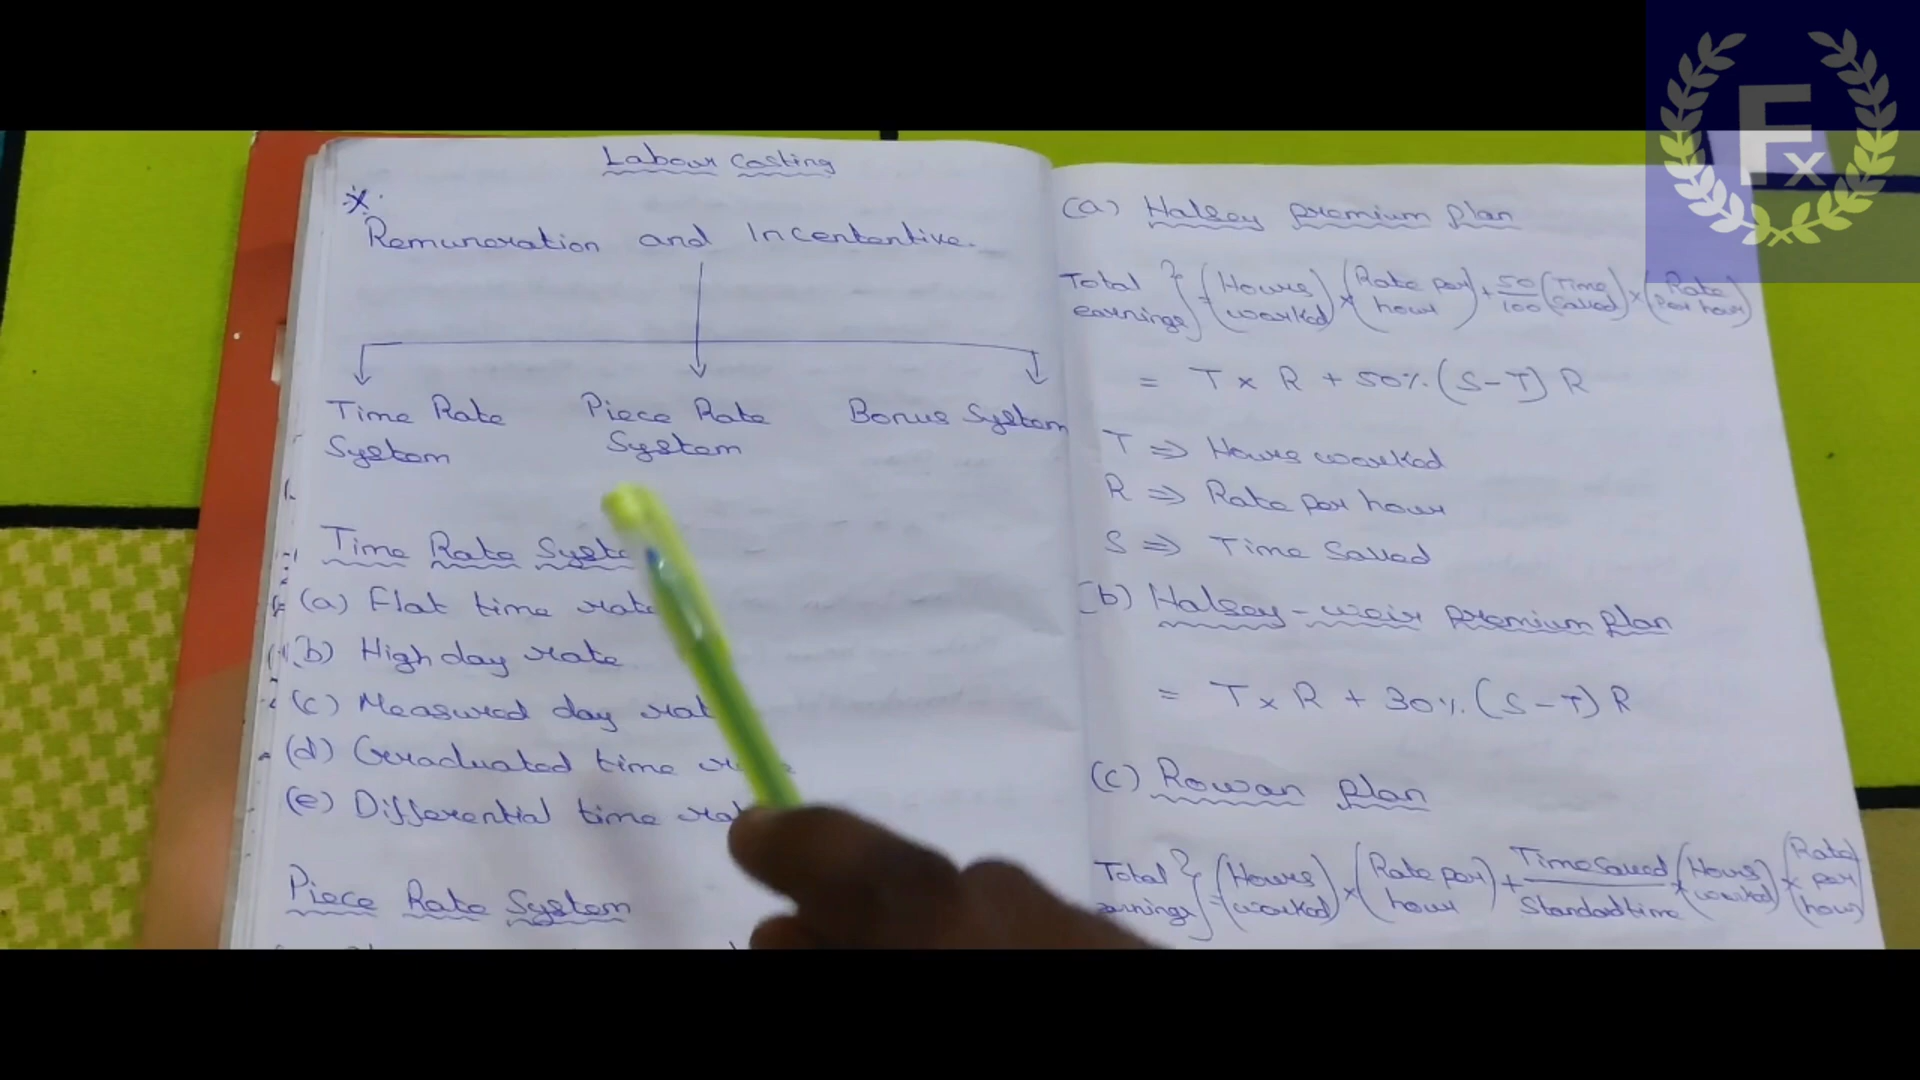 Labour Costing
Remuneration and Incententive.
Time Rate
System
Piece Rate
System
Bonus System
Time Rate Syste
(a) Flat time rate
(b) High day rate
(c) Measured day rat
(d) Graduated time
(e) Differential time rat
Piece Rate System
(a) Halsey premium plan
Total earnings } = (Hours worked) × (Rate per hour) + 50/100 (Time Saved) × (Rate Per hour)
= T × R + 50% (S-T) R
T ⇒ Hours worked
R ⇒ Rate per hour
S ⇒ Time Saved
(b) Halsey-weir premium plan
= T × R + 30% (S-T) R
(c) Rowan plan
Total earnings } = (Hours worked) × (Rate per hour) + Time Saved/Standard time × (Hours worked) × (Rate per hour)
Fx